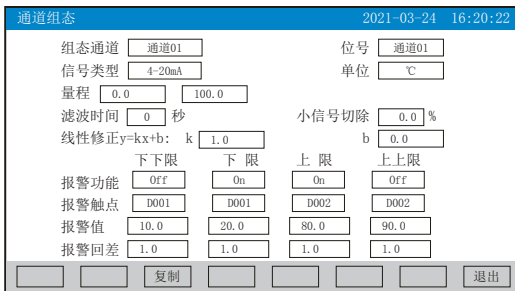 通道组态 2021-03-24 16:20:22
组态通道 通道01 位号 通道01
信号类型 4-20mA 单位 ℃
量程 0.0 100.0
滤波时间 0 秒 小信号切除 0.0 %
线性修正y=kx+b: k 1.0 b 0.0
下下限 下 限 上 限 上上限
报警功能 Off On On Off
报警触点 D001 D001 D002 D002
报警值 10.0 20.0 80.0 90.0
报警回差 1.0 1.0 1.0 1.0
复制 退出